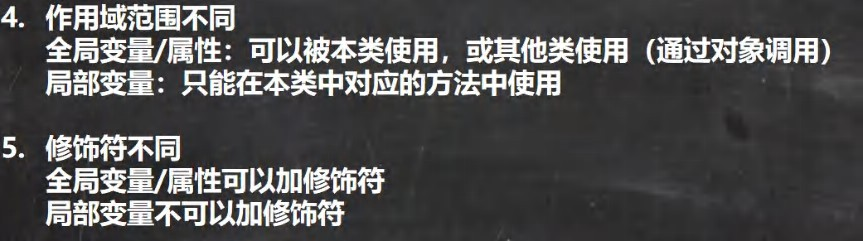 4. 作用域范围不同
全局变量/属性：可以被本类使用，或其他类使用（通过对象调用）
局部变量：只能在本类中对应的方法中使用
5. 修饰符不同
全局变量/属性可以加修饰符
局部变量不可以加修饰符